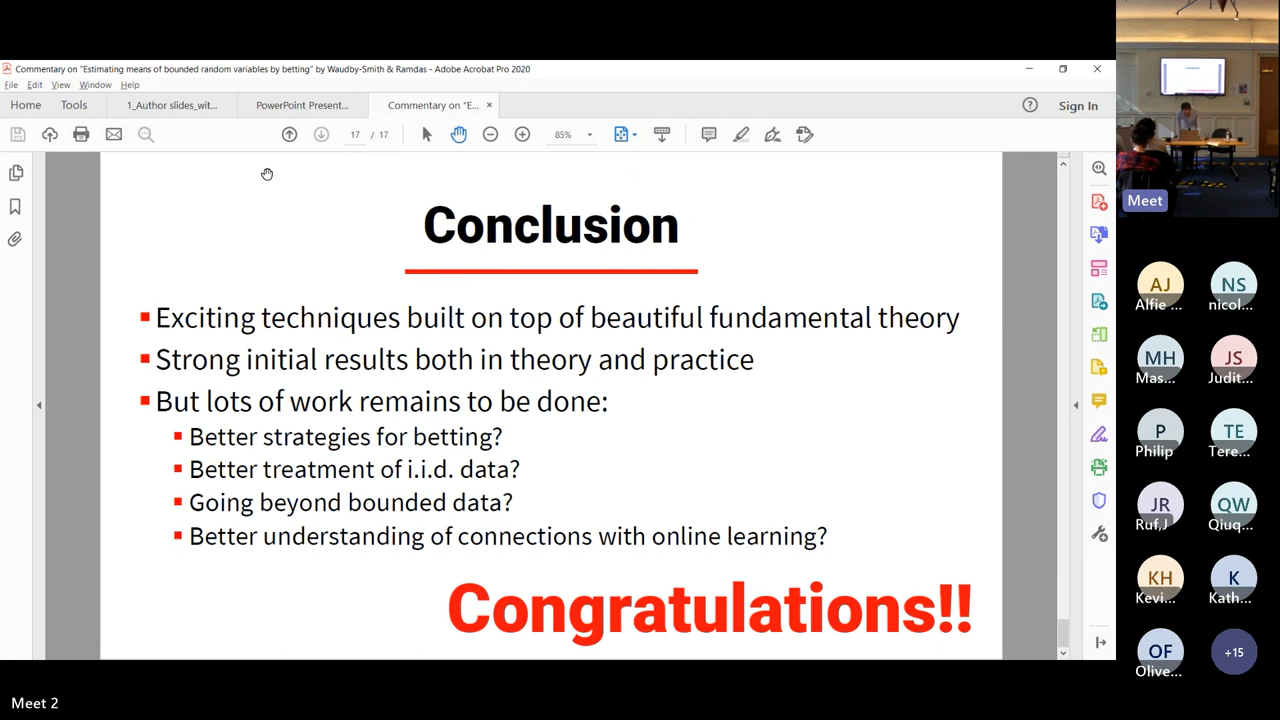 Commentary on "Estimating means of bounded random variables by betting" by Waudby-Smith & Ramdas - Adobe Acrobat Pro 2020
File Edit View Window Help
Home Tools 1_Author slides_wit... PowerPoint Present... Commentary on "E... × Sign In
17 / 17 85%
Conclusion
Exciting techniques built on top of beautiful fundamental theory
Strong initial results both in theory and practice
But lots of work remains to be done:
Better strategies for betting?
Better treatment of i.i.d. data?
Going beyond bounded data?
Better understanding of connections with online learning?
Congratulations!!
Meet
AJ NS
Alfie ... nicol...
MH JS
Mas... Judit...
P TE
Philip Tere...
JR QW
Ruf,J Qiuq...
KH K
Kevi... Kath...
OF +15
Olive...
Meet 2